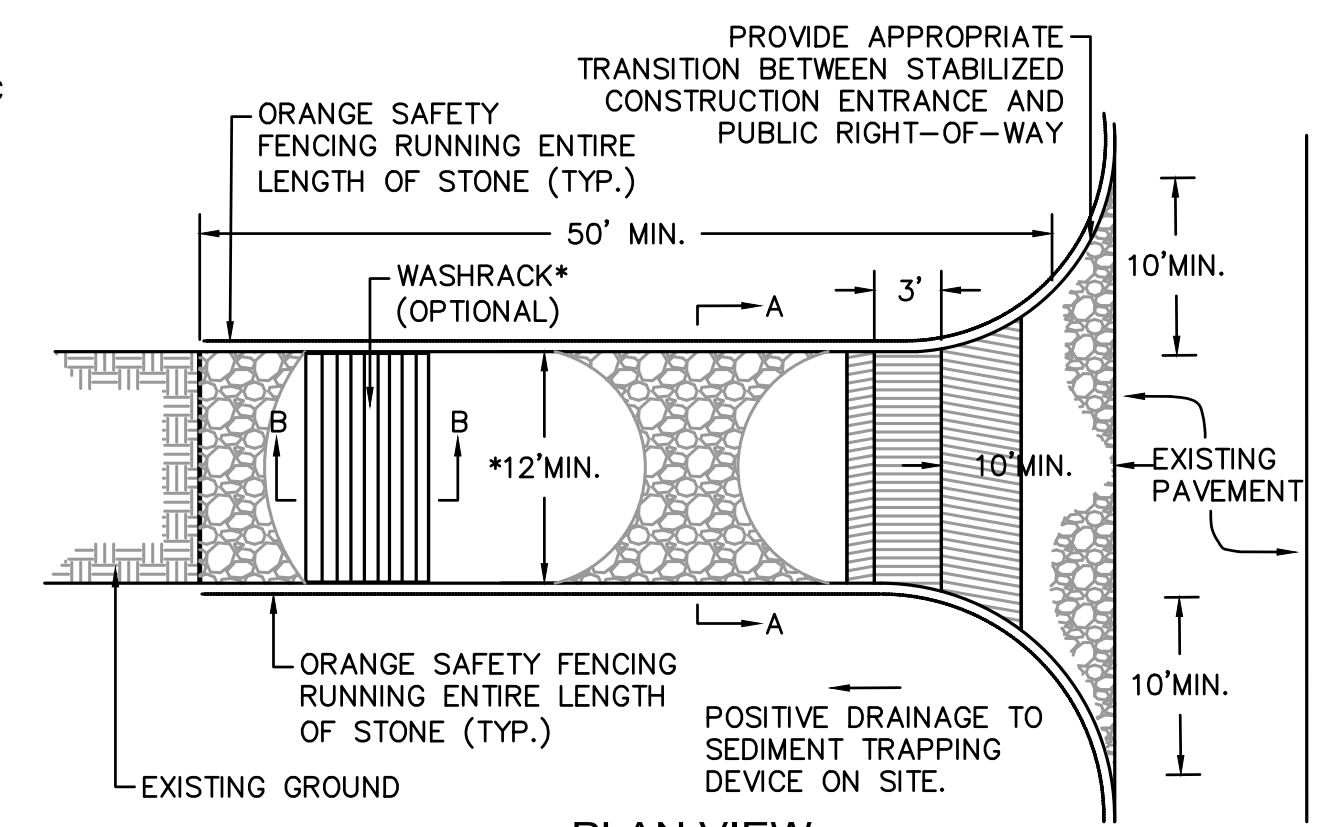 PROVIDE APPROPRIATE
TRANSITION BETWEEN STABILIZED
CONSTRUCTION ENTRANCE AND
PUBLIC RIGHT-OF-WAY
ORANGE SAFETY
FENCING RUNNING ENTIRE
LENGTH OF STONE (TYP.)
50' MIN.
WASHRACK*
(OPTIONAL)
A
3'
10'MIN.
B
B
*12'MIN.
10'MIN.
EXISTING
PAVEMENT
A
ORANGE SAFETY FENCING
RUNNING ENTIRE LENGTH
OF STONE (TYP.)
10'MIN.
POSITIVE DRAINAGE TO
SEDIMENT TRAPPING
DEVICE ON SITE.
EXISTING GROUND
PLAN VIEW